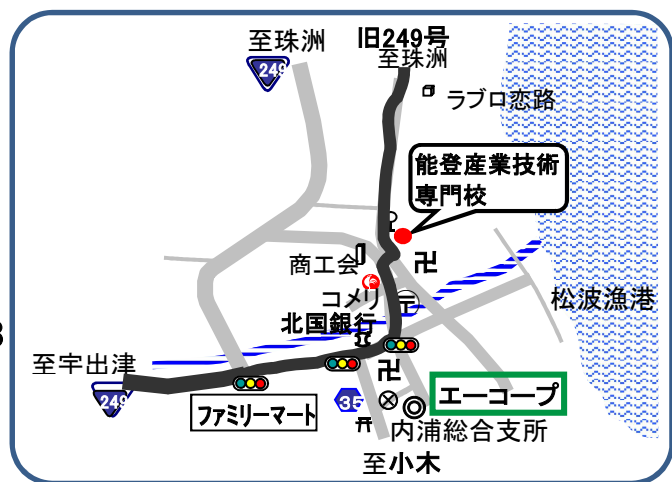 旧249号
至珠洲
至珠洲
249
ラブロ恋路
能登産業技術
専門校
商工会
コメリ
北国銀行
松波漁港
3
至宇出津
249
ファミリーマート
35
エーコープ
内浦総合支所
至小木